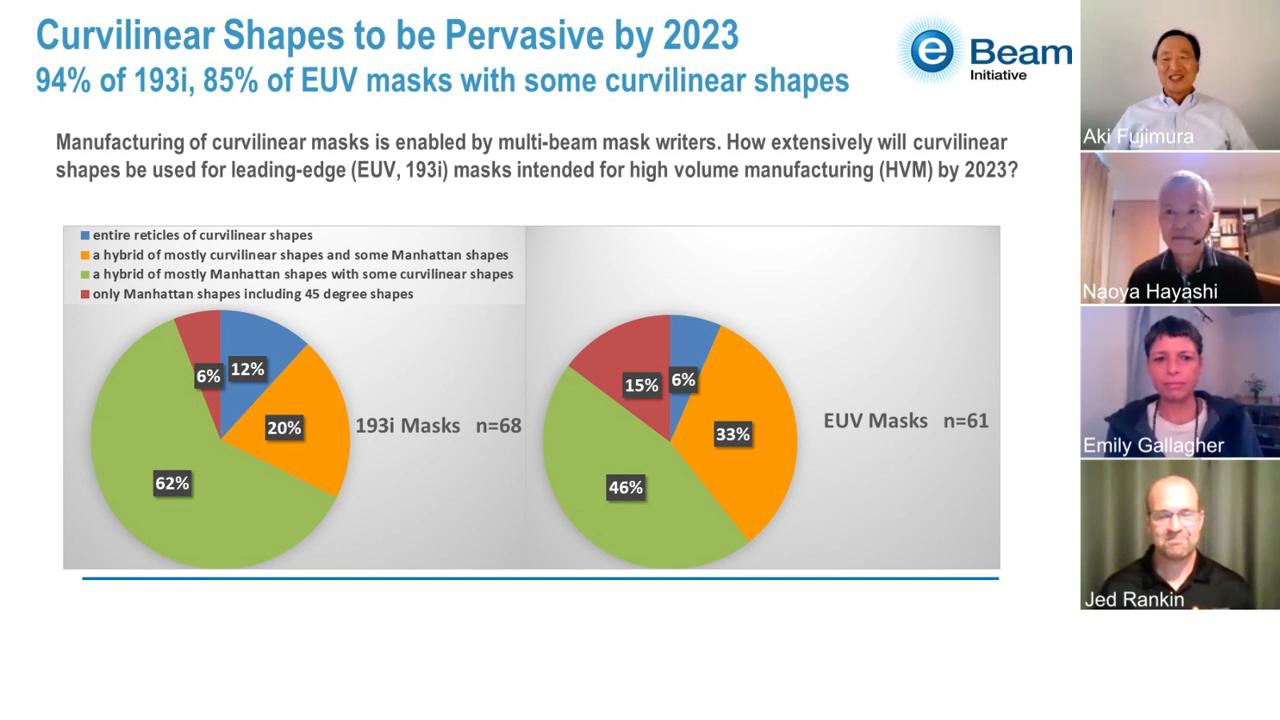 Curvilinear Shapes to be Pervasive by 2023
94% of 193i, 85% of EUV masks with some curvilinear shapes
e Beam
Initiative
Manufacturing of curvilinear masks is enabled by multi-beam mask writers. How extensively will curvilinear
shapes be used for leading-edge (EUV, 193i) masks intended for high volume manufacturing (HVM) by 2023?
entire reticles of curvilinear shapes
a hybrid of mostly curvilinear shapes and some Manhattan shapes
a hybrid of mostly Manhattan shapes with some curvilinear shapes
only Manhattan shapes including 45 degree shapes
6%
12%
20%
62%
193i Masks n=68
15%
6%
33%
46%
EUV Masks n=61
Aki Fujimura
Naoya Hayashi
Emily Gallagher
Jed Rankin